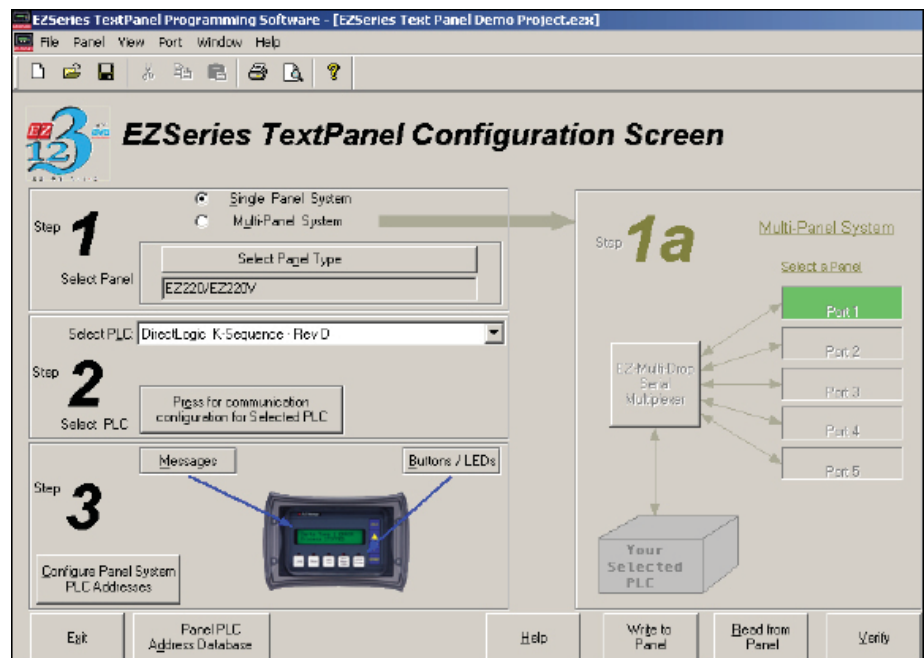 EZSeries TextPanel Programming Software - [EZSeries Text Panel Demo Project.ezx]
File Panel View Port Window Help
EZ
3
12
EZSeries TextPanel Configuration Screen
Step 1
Select Panel
Single Panel System
Multi-Panel System
Select Panel Type
EZ220/EZ220V
Step 1a
Multi-Panel System
Select a Panel
Port 1
Port 2
Port 3
Port 4
Port 5
EZ-Multi-Drop
Serial
Multiplexer
Your
Selected
PLC
Select PLC: DirectLogic K-Sequence - Rev D
Step 2
Select PLC
Press for communication
configuration for Selected PLC
Step 3
Messages
Buttons / LEDs
Configure Panel System
PLC Addresses
Exit
Panel PLC
Address Database
Help
Write to
Panel
Read from
Panel
Verify